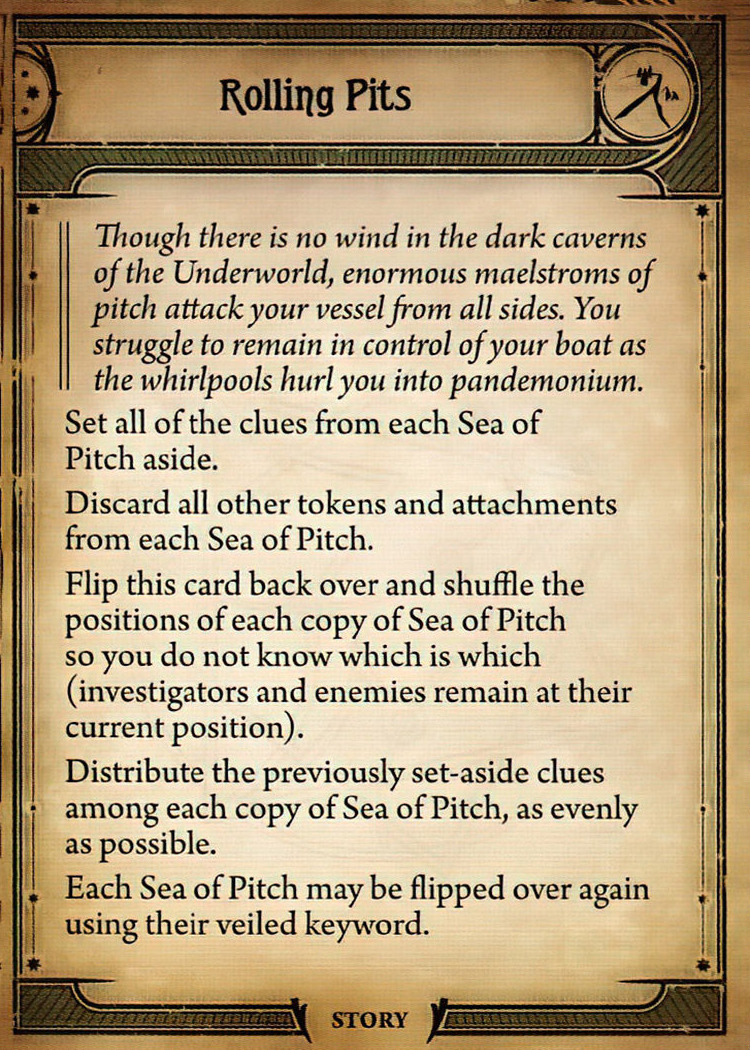 Rolling Pits
Though there is no wind in the dark caverns
of the Underworld, enormous maelstroms of
pitch attack your vessel from all sides. You
struggle to remain in control of your boat as
the whirlpools hurl you into pandemonium.
Set all of the clues from each Sea of
Pitch aside.
Discard all other tokens and attachments
from each Sea of Pitch.
Flip this card back over and shuffle the
positions of each copy of Sea of Pitch
so you do not know which is which
(investigators and enemies remain at their
current position).
Distribute the previously set-aside clues
among each copy of Sea of Pitch, as evenly
as possible.
Each Sea of Pitch may be flipped over again
using their veiled keyword.
STORY